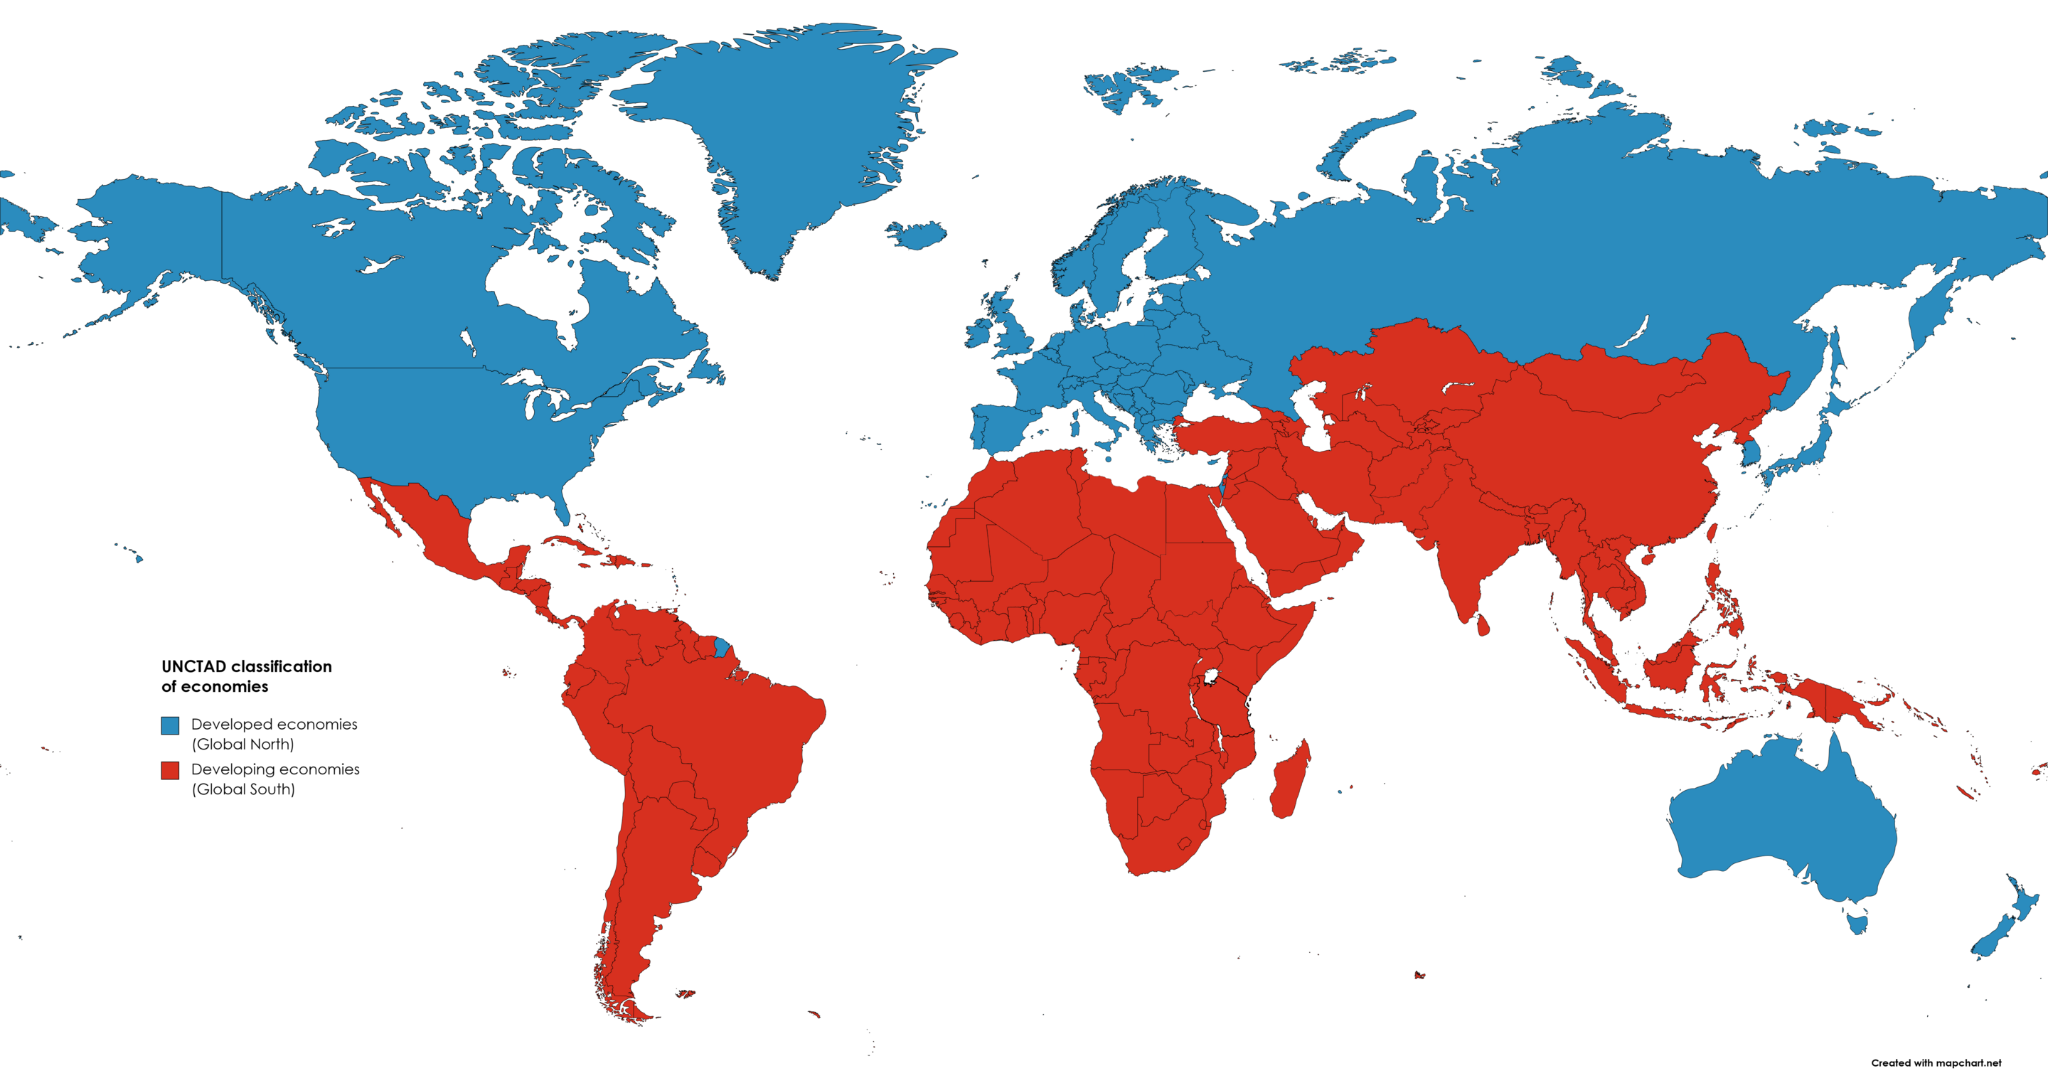 UNCTAD classification
of economies
Developed economies
(Global North)
Developing economies
(Global South)
Created with mapchart.net